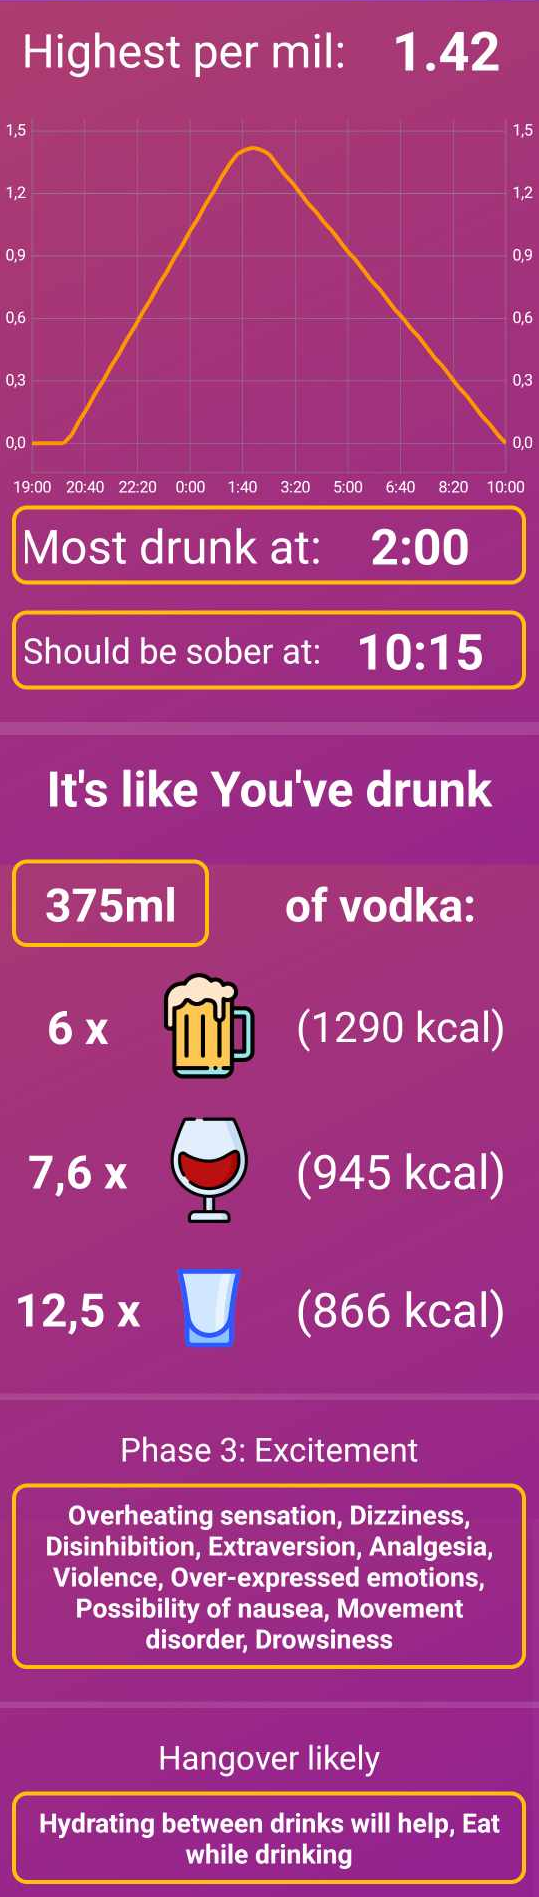 Highest per mil: 1.42
1,5 1,5
1,2 1,2
0,9 0,9
0,6 0,6
0,3 0,3
0,0 0,0
19:00 20:40 22:20 0:00 1:40 3:20 5:00 6:40 8:20 10:00
Most drunk at: 2:00
Should be sober at: 10:15
It's like You've drunk
375ml of vodka:
6 x (1290 kcal)
7,6 x (945 kcal)
12,5 x (866 kcal)
Phase 3: Excitement
Overheating sensation, Dizziness,
Disinhibition, Extraversion, Analgesia,
Violence, Over-expressed emotions,
Possibility of nausea, Movement
disorder, Drowsiness
Hangover likely
Hydrating between drinks will help, Eat
while drinking